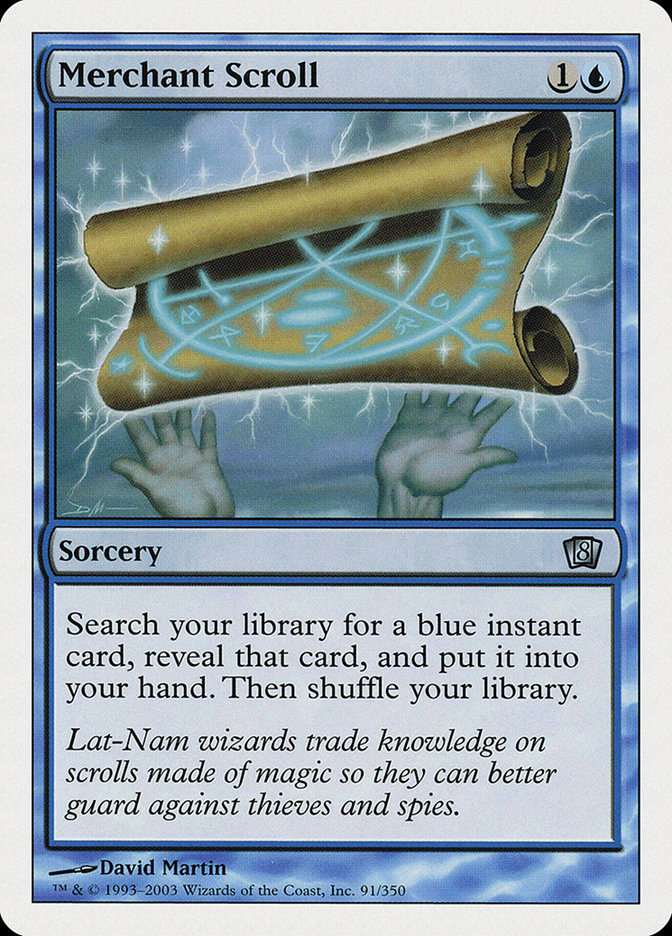 Merchant Scroll
1
DM
Sorcery
8
Search your library for a blue instant
card, reveal that card, and put it into
your hand. Then shuffle your library.
Lat-Nam wizards trade knowledge on
scrolls made of magic so they can better
guard against thieves and spies.
David Martin
™ & © 1993–2003 Wizards of the Coast, Inc. 91/350